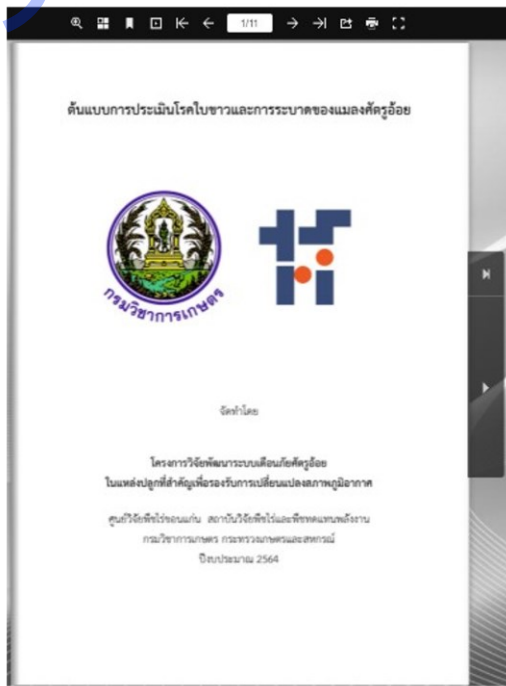 1/11
ต้นแบบการประเมินโรคใบขาวและการระบาดของแมลงศัตรูอ้อย
กรมวิชาการเกษตร
จัดทำโดย
โครงการวิจัยพัฒนาระบบเตือนภัยศัตรูอ้อย
ในแหล่งปลูกที่สำคัญเพื่อรองรับการเปลี่ยนแปลงสภาพภูมิอากาศ
ศูนย์วิจัยพืชไร่ขอนแก่น สถาบันวิจัยพืชไร่และพืชทดแทนพลังงาน
กรมวิชาการเกษตร กระทรวงเกษตรและสหกรณ์
ปีงบประมาณ 2564